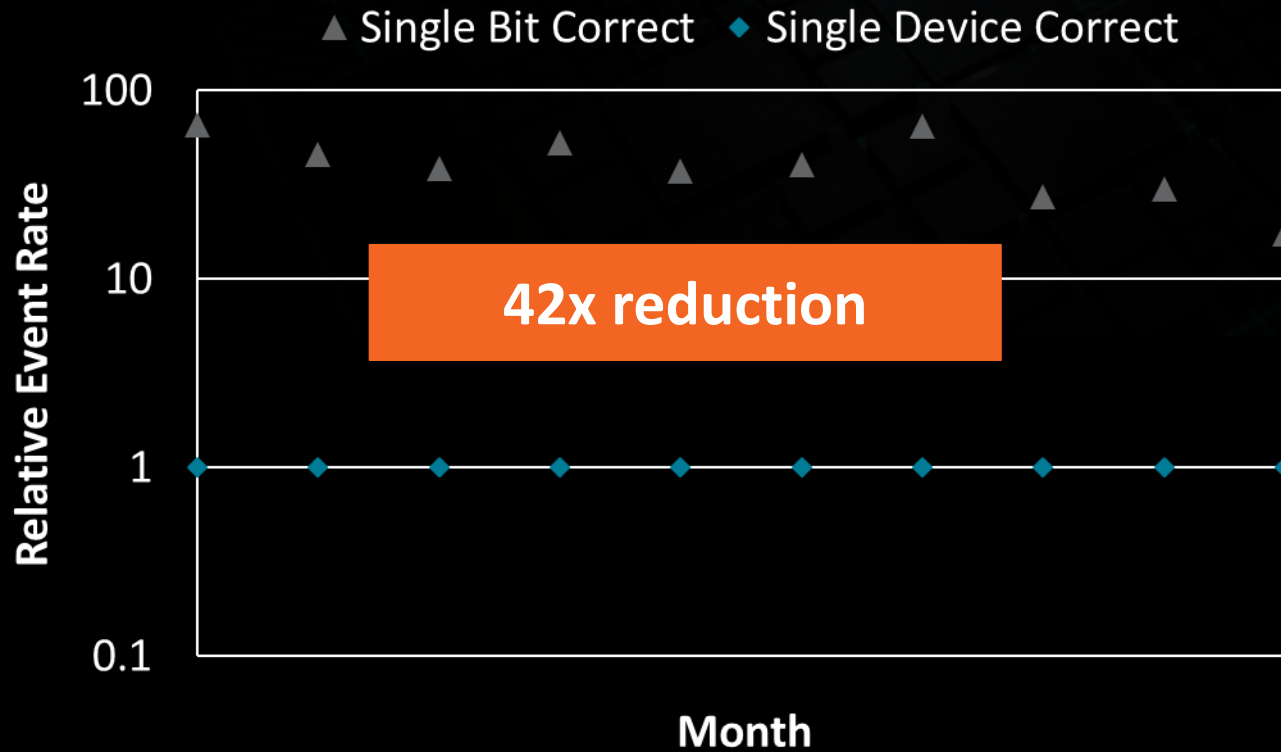 Single Bit Correct Single Device Correct
100
10
1
0.1
Relative Event Rate
42x reduction
Month